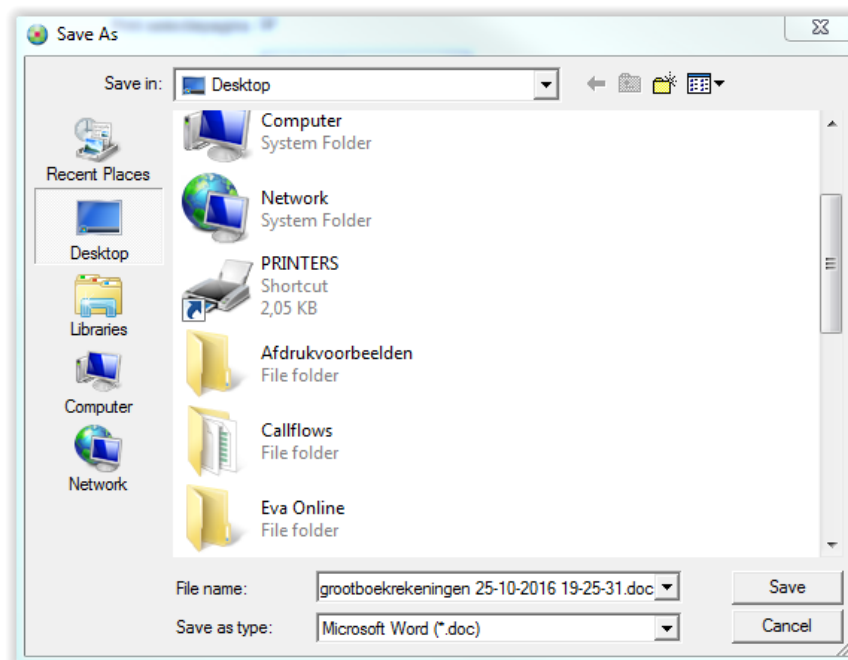 Save As
Save in:
Desktop
Recent Places
Desktop
Libraries
Computer
Network
Computer
System Folder
Network
System Folder
PRINTERS
Shortcut
2,05 KB
Afdrukvoorbeelden
File folder
Callflows
File folder
Eva Online
File folder
File name:
grootboekrekeningen 25-10-2016 19-25-31.doc
Save
Save as type:
Microsoft Word (*.doc)
Cancel